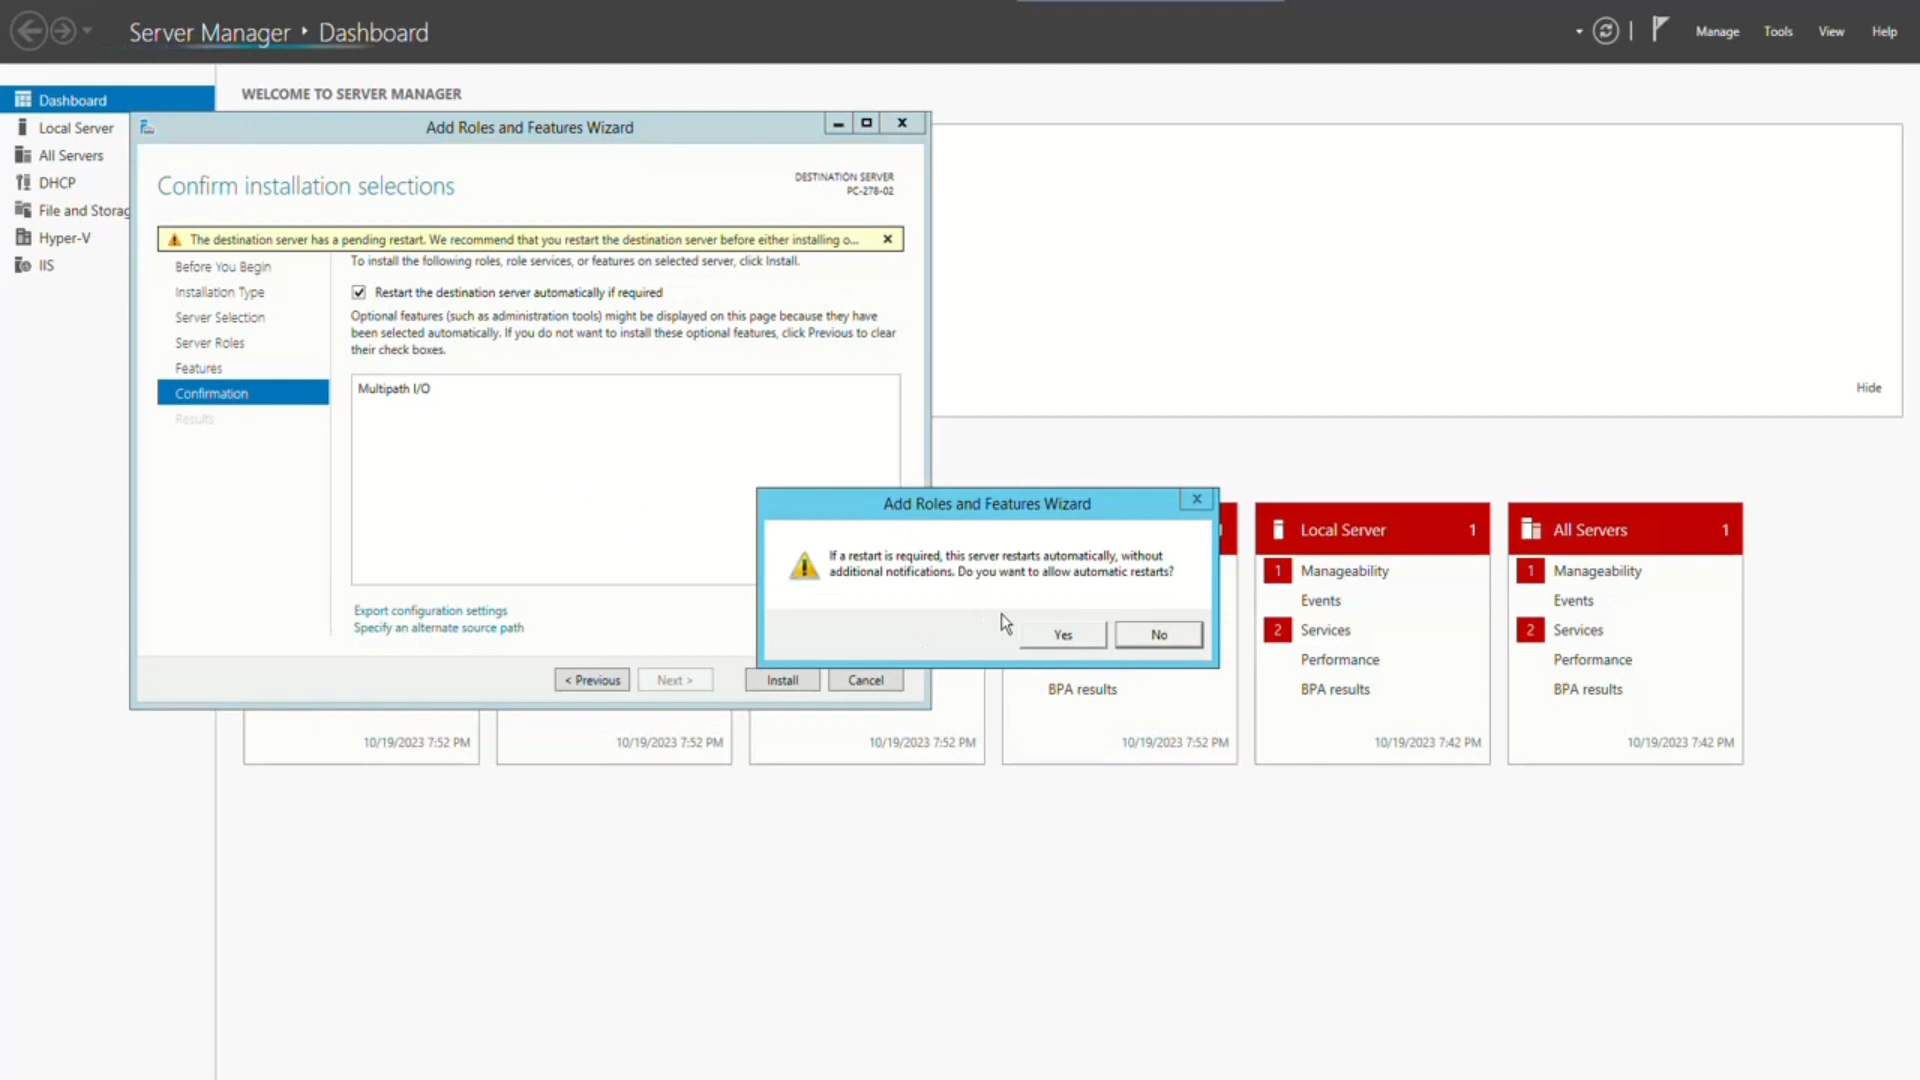 Server Manager ‣ Dashboard
Manage
Tools
View
Help
Dashboard
Local Server
All Servers
DHCP
File and Storag
Hyper-V
IIS
WELCOME TO SERVER MANAGER
Add Roles and Features Wizard
Confirm installation selections
DESTINATION SERVER
PC-278-02
The destination server has a pending restart. We recommend that you restart the destination server before either installing o...
Before You Begin
Installation Type
Server Selection
Server Roles
Features
Confirmation
Results
To install the following roles, role services, or features on selected server, click Install.
Restart the destination server automatically if required
Optional features (such as administration tools) might be displayed on this page because they have
been selected automatically. If you do not want to install these optional features, click Previous to clear
their check boxes.
Multipath I/O
Export configuration settings
Specify an alternate source path
< Previous
Next >
Install
Cancel
Hide
Add Roles and Features Wizard
If a restart is required, this server restarts automatically, without
additional notifications. Do you want to allow automatic restarts?
Yes
No
BPA results
10/19/2023 7:52 PM
10/19/2023 7:52 PM
10/19/2023 7:52 PM
10/19/2023 7:52 PM
Local Server 1
1 Manageability
Events
2 Services
Performance
BPA results
10/19/2023 7:42 PM
All Servers 1
1 Manageability
Events
2 Services
Performance
BPA results
10/19/2023 7:42 PM